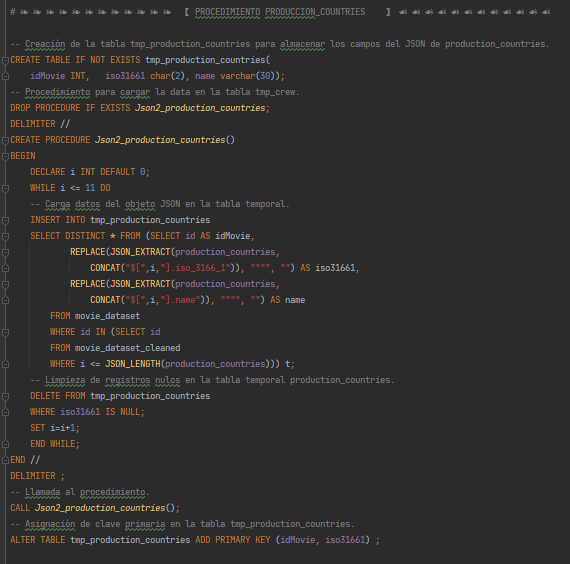 # ❧ ❧ ❧ ❧ ❧ ❧ ❧ ❧ ❧ ❧ ❧ ❧ 【 PROCEDIMIENTO PRODUCCION_COUNTRIES 】 ☙ ☙ ☙ ☙ ☙ ☙ ☙ ☙ ☙ ☙ ☙ ☙
-- Creación de la tabla tmp_production_countries para almacenar los campos del JSON de production_countries.
CREATE TABLE IF NOT EXISTS tmp_production_countries(
idMovie INT, iso31661 char(2), name varchar(30));
-- Procedimiento para cargar la data en la tabla tmp_crew.
DROP PROCEDURE IF EXISTS Json2_production_countries;
DELIMITER //
CREATE PROCEDURE Json2_production_countries()
BEGIN
DECLARE i INT DEFAULT 0;
WHILE i <= 11 DO
-- Carga datos del objeto JSON en la tabla temporal.
INSERT INTO tmp_production_countries
SELECT DISTINCT * FROM (SELECT id AS idMovie,
REPLACE(JSON_EXTRACT(production_countries,
CONCAT("$[",i,"].iso_3166_1")), """", "") AS iso31661,
REPLACE(JSON_EXTRACT(production_countries,
CONCAT("$[",i,"].name")), """", "") AS name
FROM movie_dataset
WHERE id IN (SELECT id
FROM movie_dataset_cleaned
WHERE i <= JSON_LENGTH(production_countries))) t;
-- Limpieza de registros nulos en la tabla temporal production_countries.
DELETE FROM tmp_production_countries
WHERE iso31661 IS NULL;
SET i=i+1;
END WHILE;
END //
DELIMITER ;
-- Llamada al procedimiento.
CALL Json2_production_countries();
-- Asignación de clave primaria en la tabla tmp_production_countries.
ALTER TABLE tmp_production_countries ADD PRIMARY KEY (idMovie, iso31661) ;